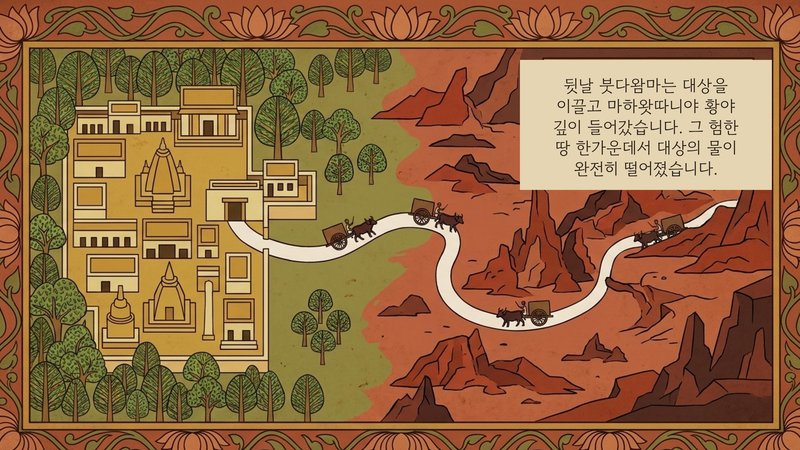 뒷날 붓다왐마는 대상을
이끌고 마하왓따니야 황야
깊이 들어갔습니다. 그 험한
땅 한가운데서 대상의 물이
완전히 떨어졌습니다.